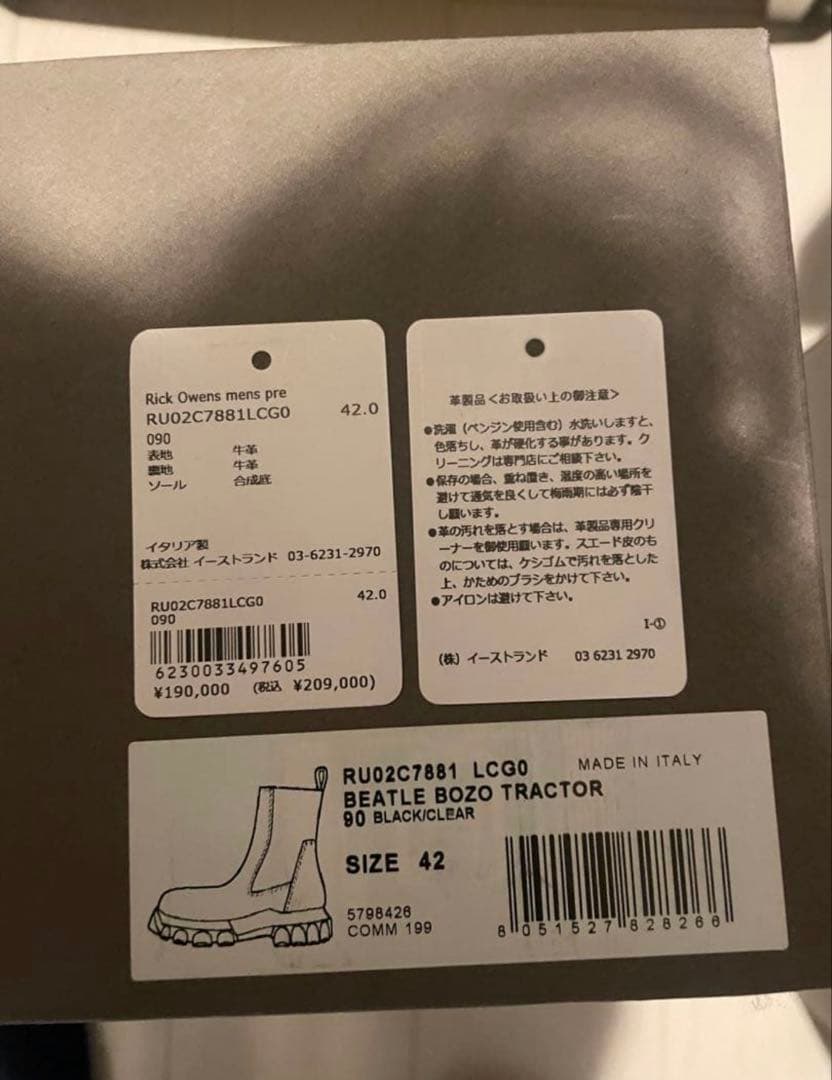 Rick Owens mens pre
RU02C7881LCG0 42.0
090
表地 牛革
裏地 牛革
ソール 合成底
イタリア製
株式会社 イーストランド 03-6231-2970
RU02C7881LCG0 42.0
090
6230033497605
¥190,000 (税込 ¥209,000)
革製品<お取扱い上の御注意>
●洗濯(ベンジン使用含む)水洗いしますと、
色落ちし、革が硬化する事があります。ク
リーニングは専門店にご相談下さい。
●保存の場合、重ね置き、湿度の高い場所を
避けて通気を良くして梅雨期には必ず陰干
し願います。
●革の汚れを落とす場合は、革製品専用クリ
ーナーを御使用願います。スエード皮のも
のについては、ケシゴムで汚れを落とした
上、かためのブラシをかけて下さい。
●アイロンは避けて下さい。
I-①
(株) イーストランド 03 6231 2970
RU02C7881 LCG0 MADE IN ITALY
BEATLE BOZO TRACTOR
90 BLACK/CLEAR
SIZE 42
5798426
COMM 199
8 051527 828266